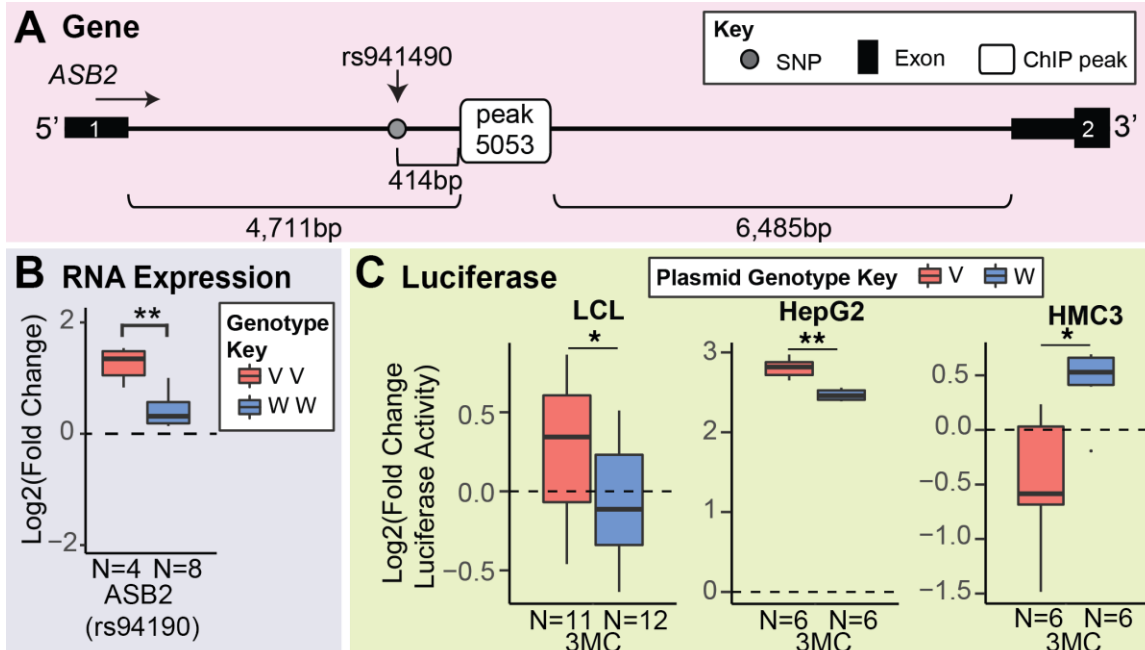 A Gene
Key
SNP
Exon
ChIP peak
rs941490
ASB2
5’
1
peak
5053
2
3’
414bp
4,711bp
6,485bp
B RNA Expression
Log2(Fold Change)
2
0
−2
**
Genotype
Key
V V
W W
N=4 N=8
ASB2
(rs94190)
C Luciferase
Plasmid Genotype Key V W
Log2(Fold Change
Luciferase Activity)
LCL
*
0.5
0.0
−0.5
N=11 N=12
3MC
HepG2
**
3
2
1
0
N=6 N=6
3MC
HMC3
*
0.5
0.0
−0.5
−1.0
−1.5
N=6 N=6
3MC